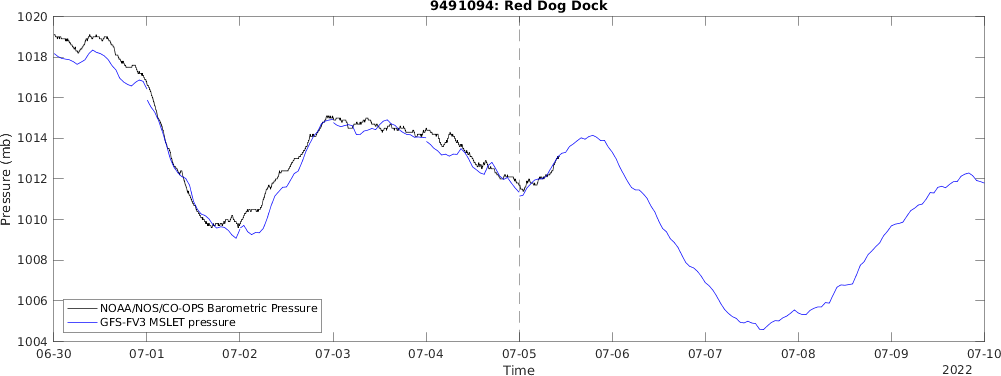 9491094: Red Dog Dock
Pressure (mb)
1020
1018
1016
1014
1012
1010
1008
1006
1004
NOAA/NOS/CO-OPS Barometric Pressure
GFS-FV3 MSLET pressure
06-30 07-01 07-02 07-03 07-04 07-05 07-06 07-07 07-08 07-09 07-10
Time
2022